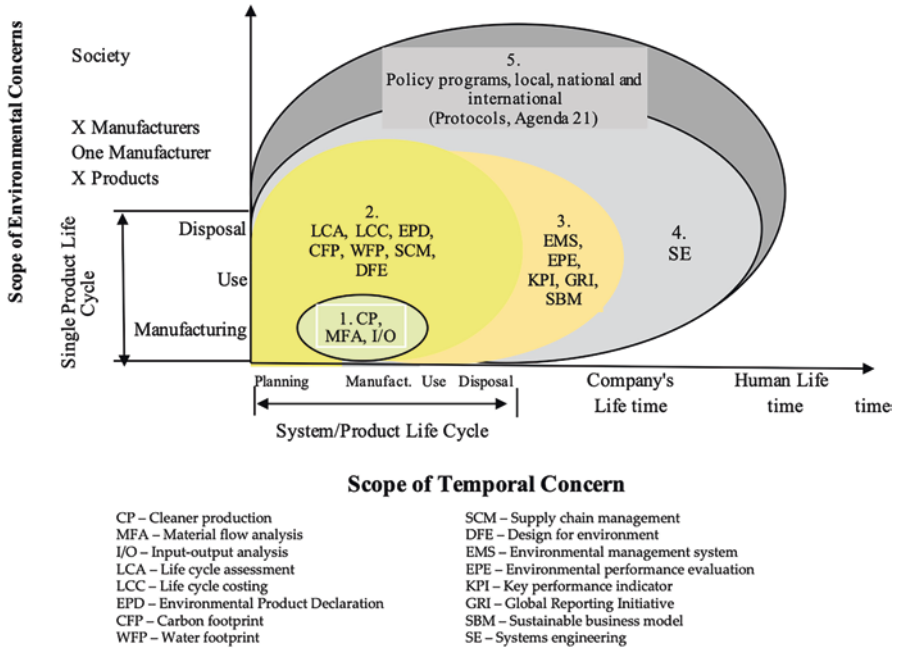 Scope of Environmental Concerns
Society
X Manufacturers
One Manufacturer
X Products
Single Product Life
Cycle
Disposal
Use
Manufacturing
5.
Policy programs, local, national and
international
(Protocols, Agenda 21)
2.
LCA, LCC, EPD,
CFP, WFP, SCM,
DFE
3.
EMS,
EPE,
KPI, GRI,
SBM
4.
SE
1. CP,
MFA, I/O
Planning Manufact. Use Disposal
Company's
Life time
Human Life
time
time
System/Product Life Cycle
Scope of Temporal Concern
CP – Cleaner production
MFA – Material flow analysis
I/O – Input-output analysis
LCA – Life cycle assessment
LCC – Life cycle costing
EPD – Environmental Product Declaration
CFP – Carbon footprint
WFP – Water footprint
SCM – Supply chain management
DFE – Design for environment
EMS – Environmental management system
EPE – Environmental performance evaluation
KPI – Key performance indicator
GRI – Global Reporting Initiative
SBM – Sustainable business model
SE – Systems engineering